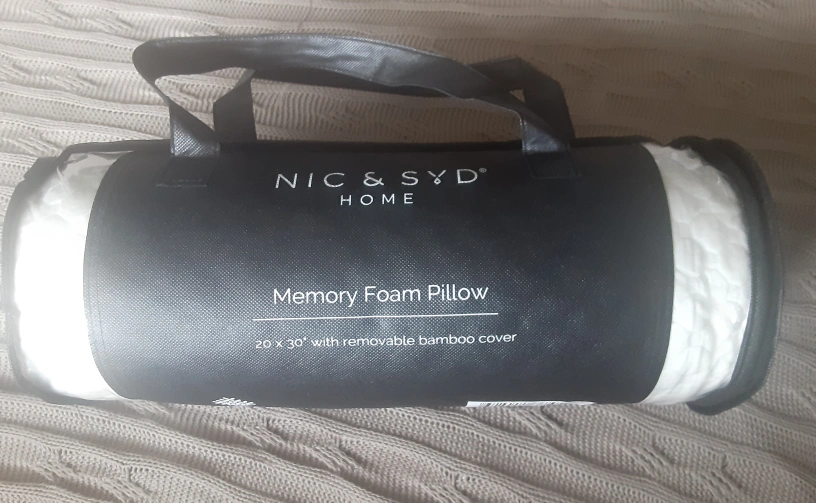 NIC & SYD®
HOME
Memory Foam Pillow
20 x 30" with removable bamboo cover